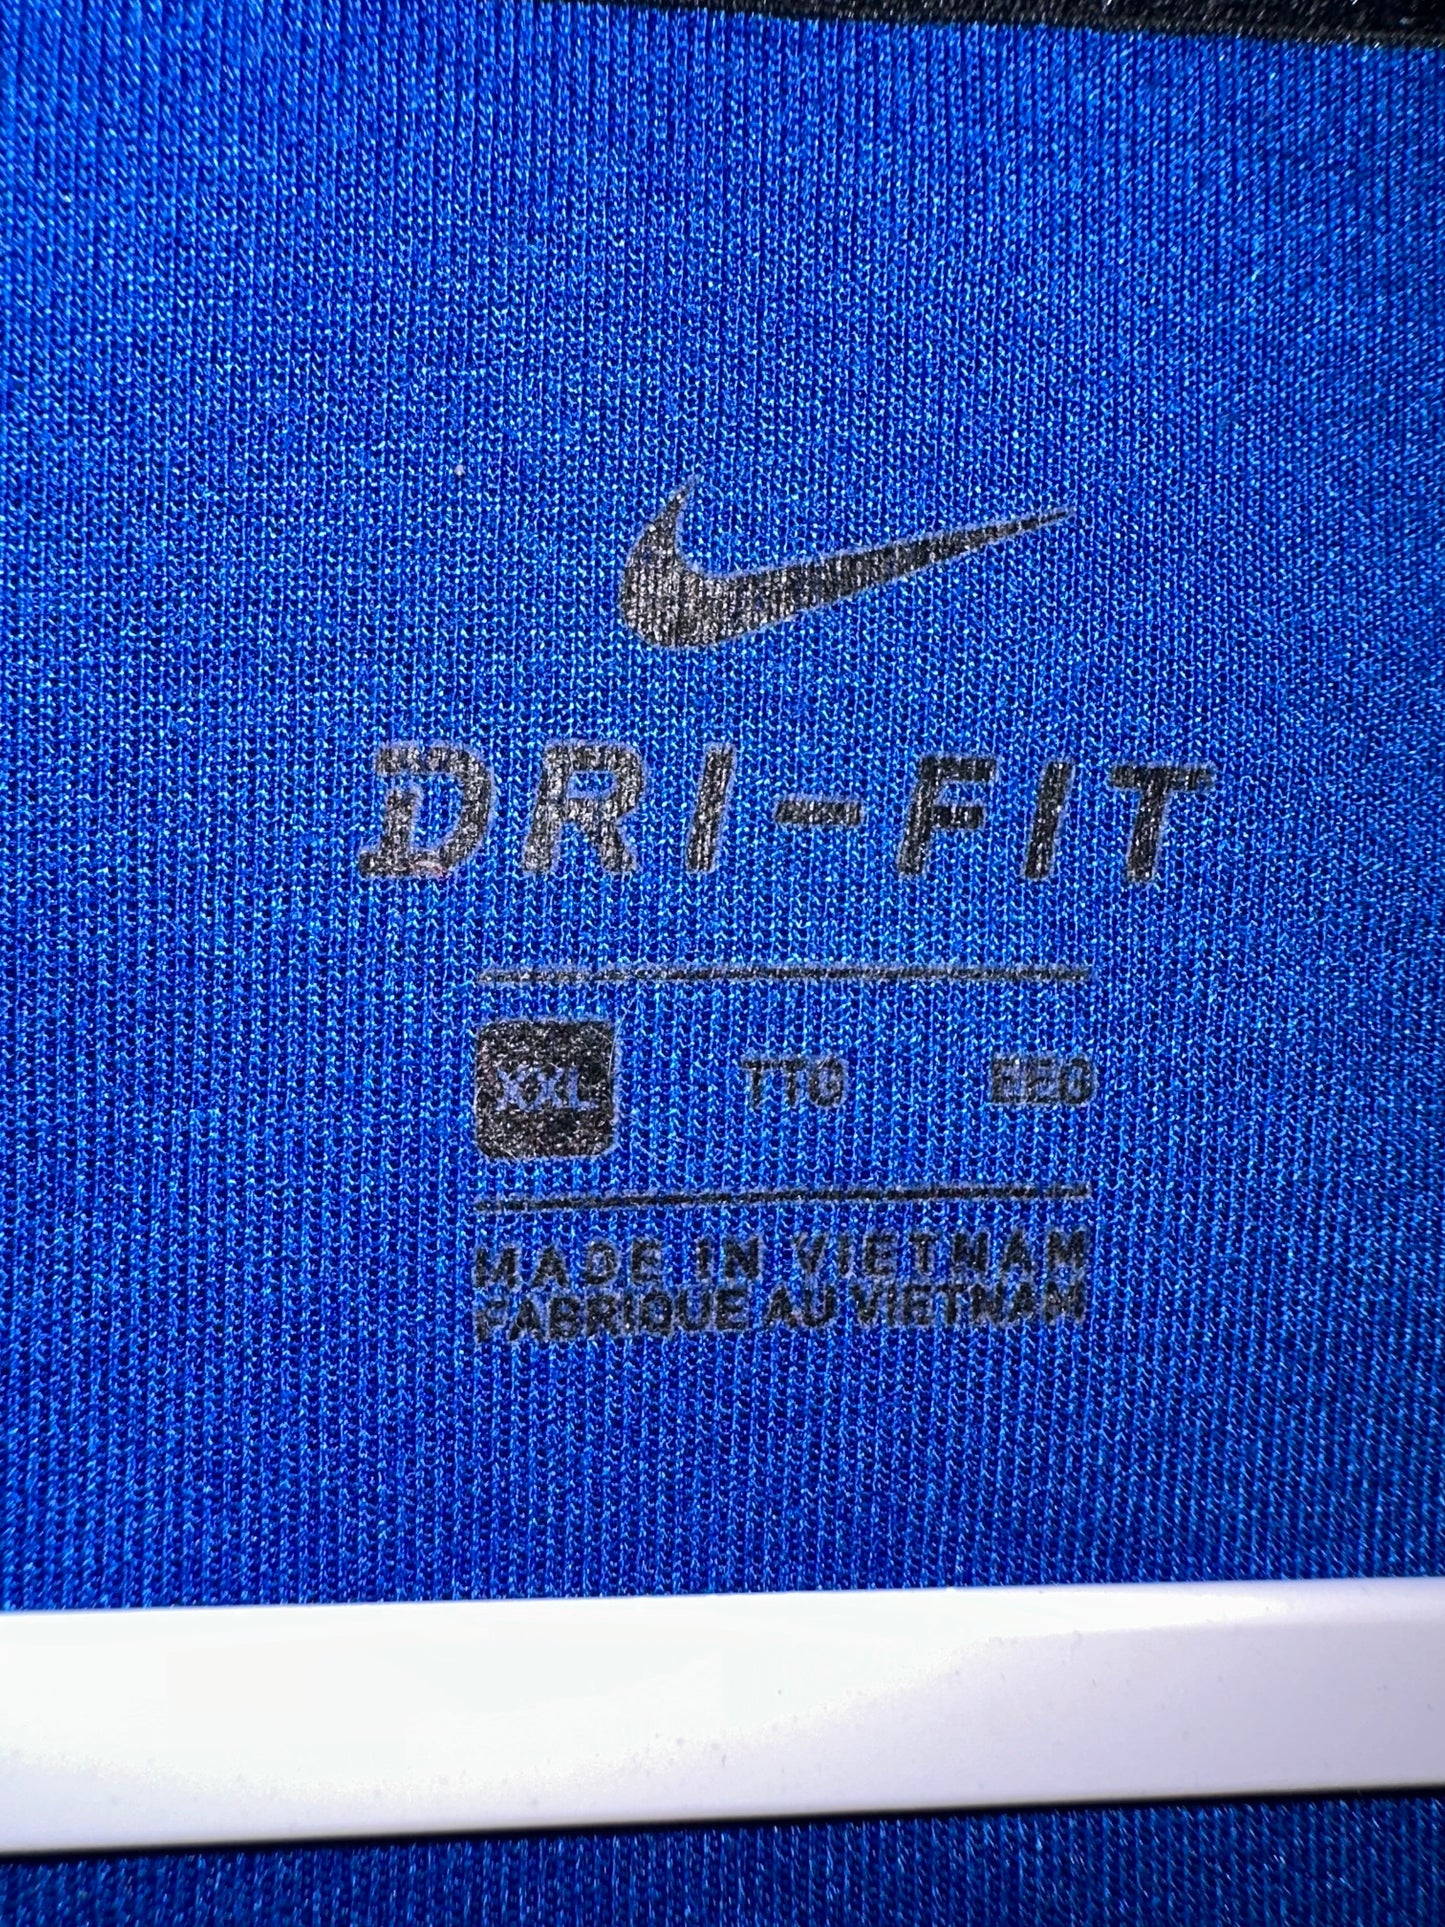 DRI-FIT
XXL TTG EEG
MADE IN VIETNAM
FABRIQUE AU VIETNAM